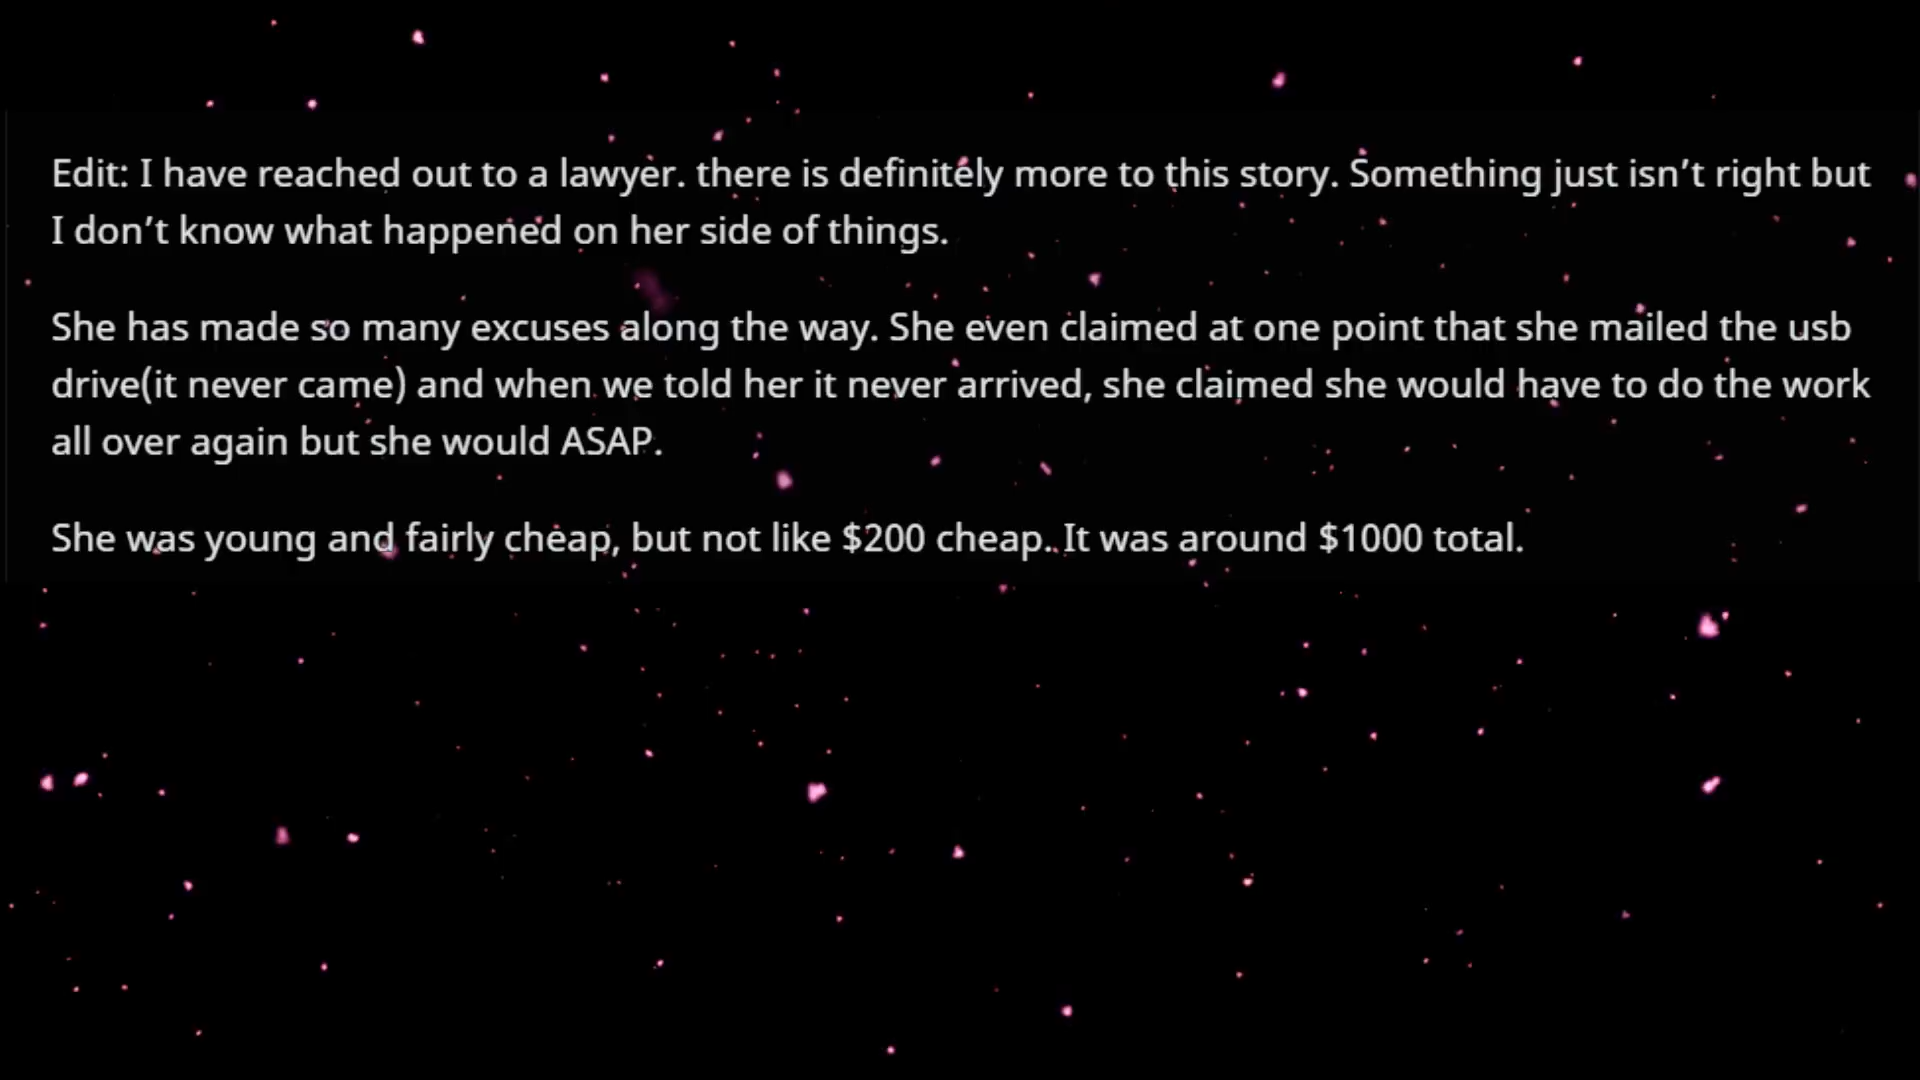 Edit: I have reached out to a lawyer. there is definitely more to this story. Something just isn’t right but
I don’t know what happened on her side of things.
She has made so many excuses along the way. She even claimed at one point that she mailed the usb
drive(it never came) and when we told her it never arrived, she claimed she would have to do the work
all over again but she would ASAP.
She was young and fairly cheap, but not like $200 cheap. It was around $1000 total.